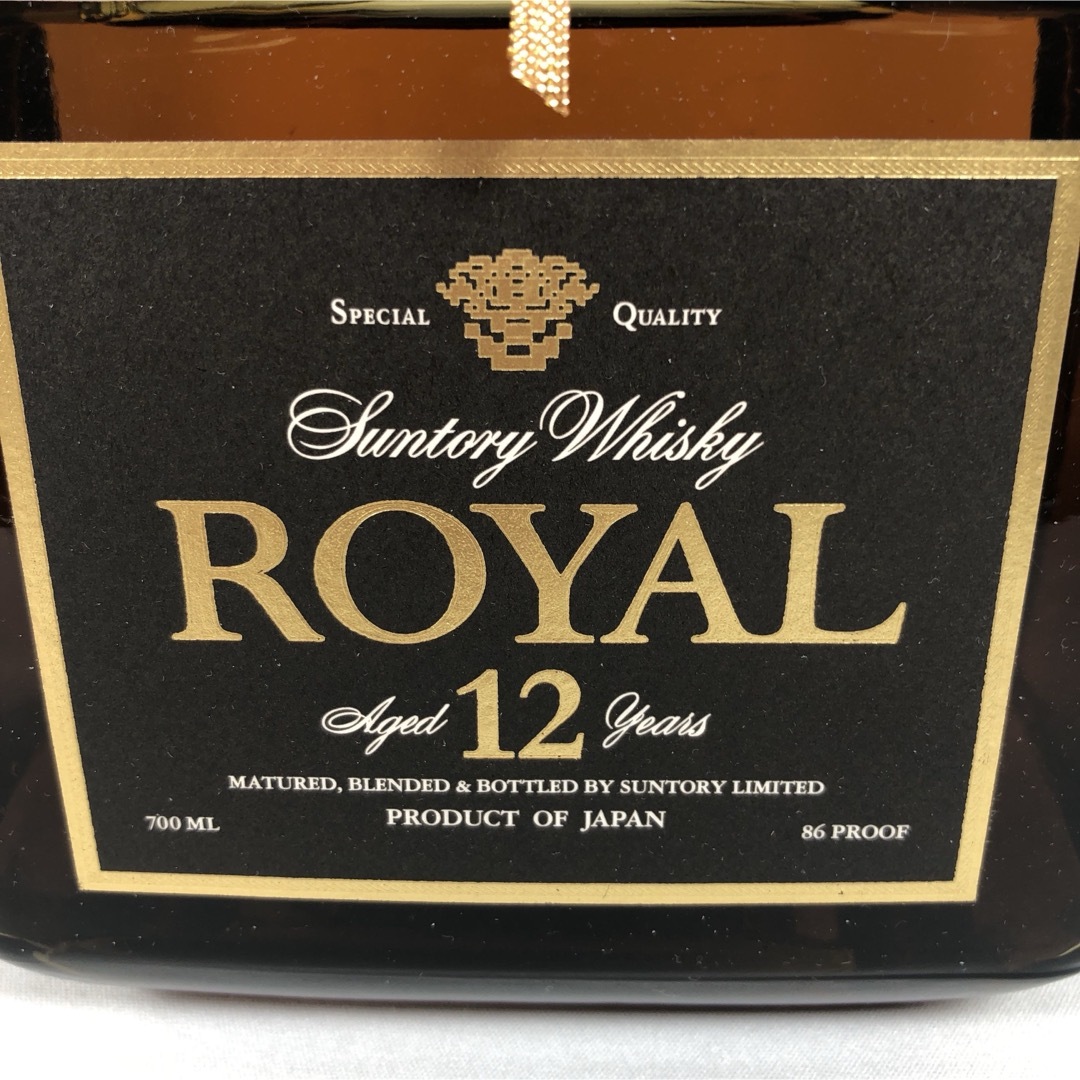 SPECIAL QUALITY
Suntory Whisky
ROYAL
Aged 12 Years
MATURED, BLENDED & BOTTLED BY SUNTORY LIMITED
700 ML PRODUCT OF JAPAN 86 PROOF